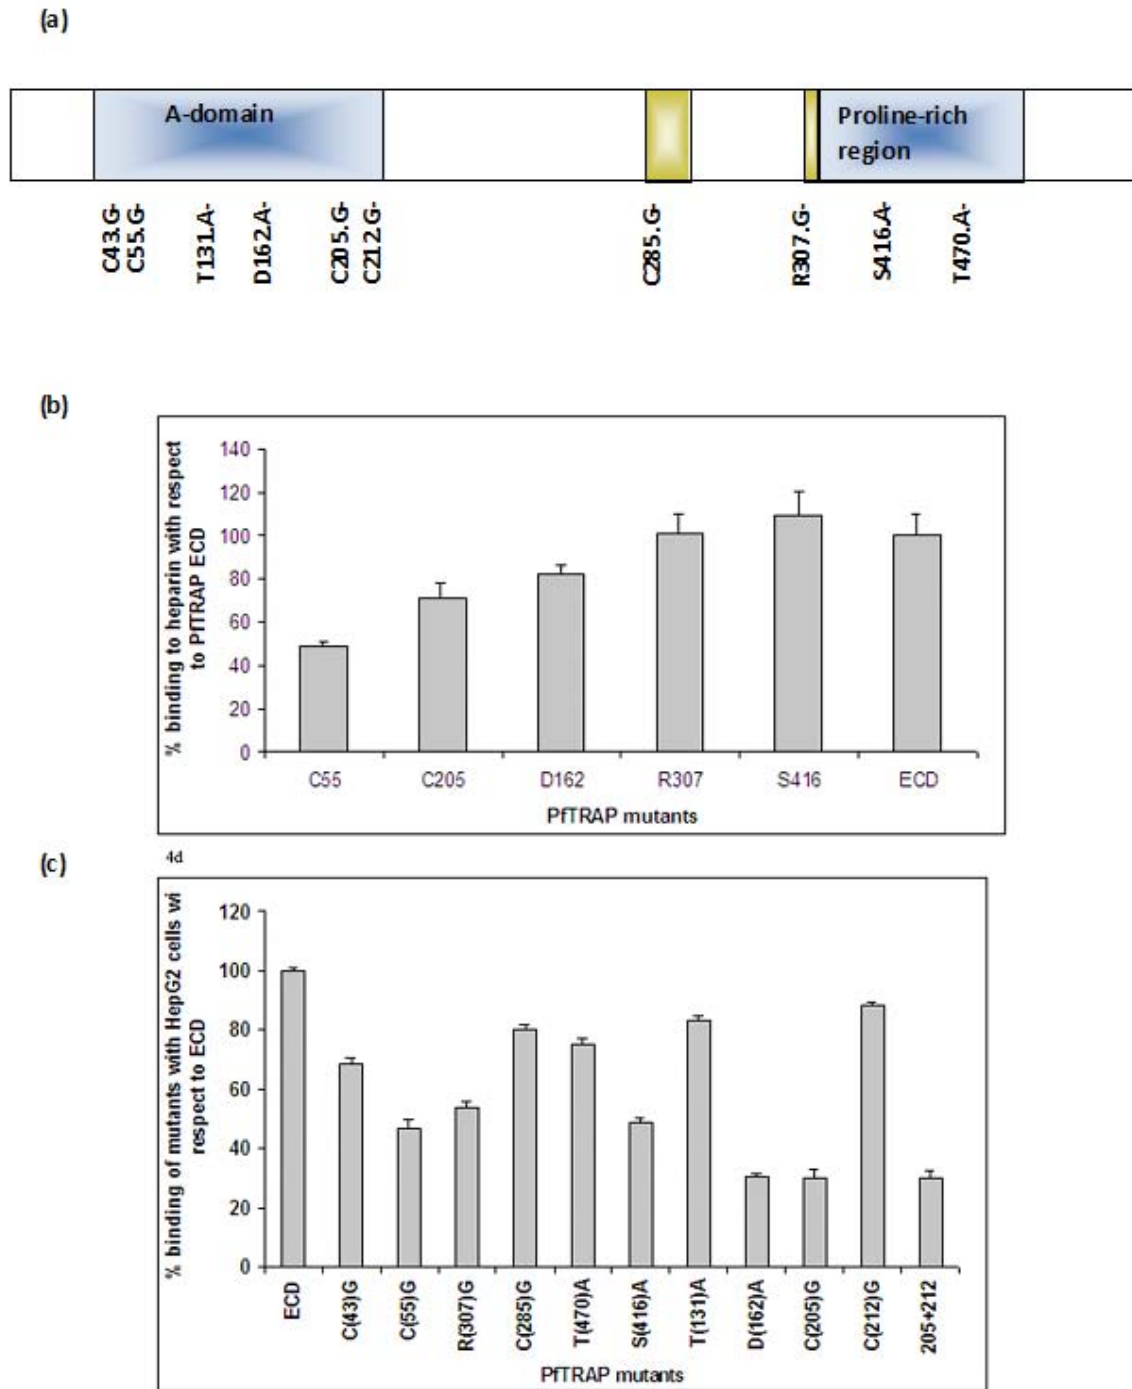 (a)
A-domain
Proline-rich
region
C43.G-
C55.G-
T131.A-
D162.A-
C205.G-
C212.G-
C285.G-
R307.G-
S416.A-
T470.A-
(b)
% binding to heparin with respect
to PfTRAP ECD
140
120
100
80
60
40
20
0
C55
C205
D162
R307
S416
ECD
PfTRAP mutants
(c)
4d
% binding of mutants with HepG2 cells wi
respect to ECD
120
100
80
60
40
20
0
ECD
C(43)G
C(55)G
R(307)G
C(285)G
T(470)A
S(416)A
T(131)A
D(162)A
C(205)G
C(212)G
205+212
PfTRAP mutants